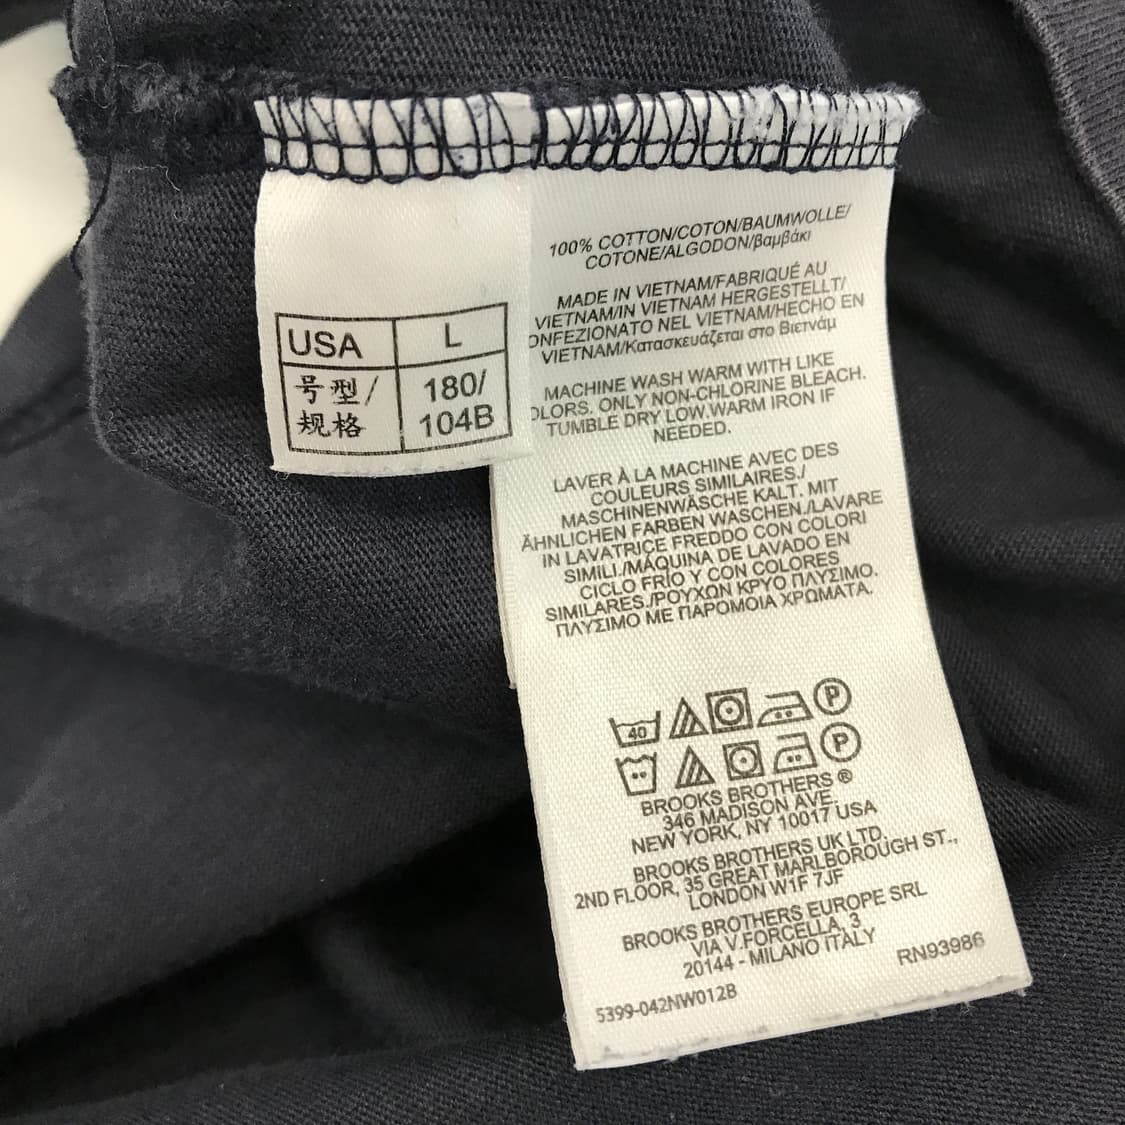 USA L
号型/ 180/
规格 104B
100% COTTON/COTON/BAUMWOLLE/
COTONE/ALGODON/βαμβάκι
MADE IN VIETNAM/FABRIQUÉ AU
VIETNAM/IN VIETNAM HERGESTELLT/
ONFEZIONATO NEL VIETNAM/HECHO EN
VIETNAM/Κατασκευάζεται στο Βιετνάμ
MACHINE WASH WARM WITH LIKE
OLORS. ONLY NON-CHLORINE BLEACH.
TUMBLE DRY LOW.WARM IRON IF
NEEDED.
LAVER À LA MACHINE AVEC DES
COULEURS SIMILAIRES./
MASCHINENWÄSCHE KALT. MIT
ÄHNLICHEN FARBEN WASCHEN./LAVARE
IN LAVATRICE FREDDO CON COLORI
SIMILI./MÁQUINA DE LAVADO EN
CICLO FRÍO Y CON COLORES
SIMILARES./ΡΟΥΧΩΝ ΚΡΥΟ ΠΛΥΣΙΜΟ.
ΠΛΥΣΙΜΟ ΜΕ ΠΑΡΟΜΟΙΑ ΧΡΩΜΑΤΑ.
40 P
P
BROOKS BROTHERS ®
346 MADISON AVE.
NEW YORK, NY 10017 USA
BROOKS BROTHERS UK LTD.
2ND FLOOR, 35 GREAT MARLBOROUGH ST.,
LONDON W1F 7JF
BROOKS BROTHERS EUROPE SRL
VIA V.FORCELLA, 3
20144 - MILANO ITALY
RN93986
5399-042NW012B